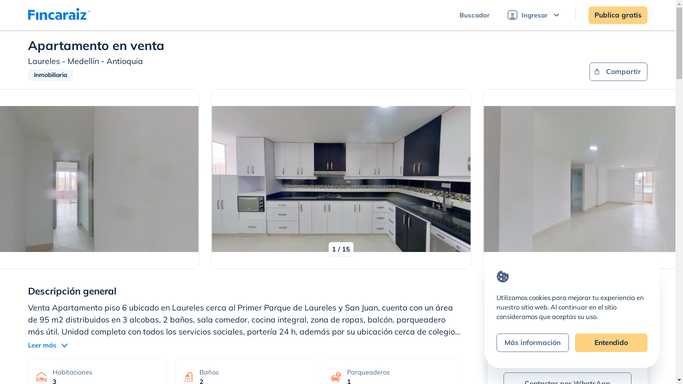 Fincaraiz
Buscador
Ingresar
Publica gratis
Apartamento en venta
Laureles - Medellín - Antioquia
Inmobiliaria
Compartir
1 / 15
Descripción general
Venta Apartamento piso 6 ubicado en Laureles cerca al Primer Parque de Laureles y San Juan, cuenta con un área
de 95 m2 distribuidos en 3 alcobas, 2 baños, sala comedor, cocina integral, zona de ropas, balcón, parqueadero
más útil. Unidad completa con todos los servicios sociales, portería 24 h, además por su ubicación cerca de colegio...
Leer más
Habitaciones
3
Baños
2
Parqueaderos
1
Utilizamos cookies para mejorar tu experiencia en
nuestro sitio web. Al continuar en el sitio
consideramos que aceptas su uso.
Más información
Entendido
Contactar por WhatsApp